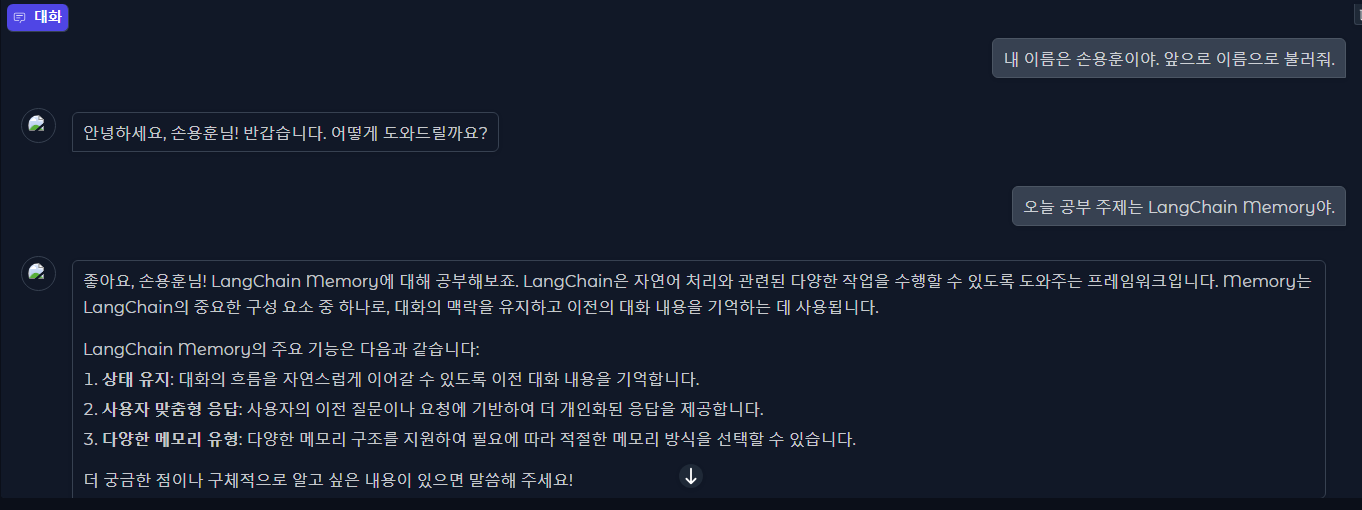 대화
내 이름은 손용훈이야. 앞으로 이름으로 불러줘.
안녕하세요, 손용훈님! 반갑습니다. 어떻게 도와드릴까요?
오늘 공부 주제는 LangChain Memory야.
좋아요, 손용훈님! LangChain Memory에 대해 공부해보죠. LangChain은 자연어 처리와 관련된 다양한 작업을 수행할 수 있도록 도와주는 프레임워크입니다. Memory는
LangChain의 중요한 구성 요소 중 하나로, 대화의 맥락을 유지하고 이전의 대화 내용을 기억하는 데 사용됩니다.
LangChain Memory의 주요 기능은 다음과 같습니다:
1. 상태 유지: 대화의 흐름을 자연스럽게 이어갈 수 있도록 이전 대화 내용을 기억합니다.
2. 사용자 맞춤형 응답: 사용자의 이전 질문이나 요청에 기반하여 더 개인화된 응답을 제공합니다.
3. 다양한 메모리 유형: 다양한 메모리 구조를 지원하여 필요에 따라 적절한 메모리 방식을 선택할 수 있습니다.
더 궁금한 점이나 구체적으로 알고 싶은 내용이 있으면 말씀해 주세요!